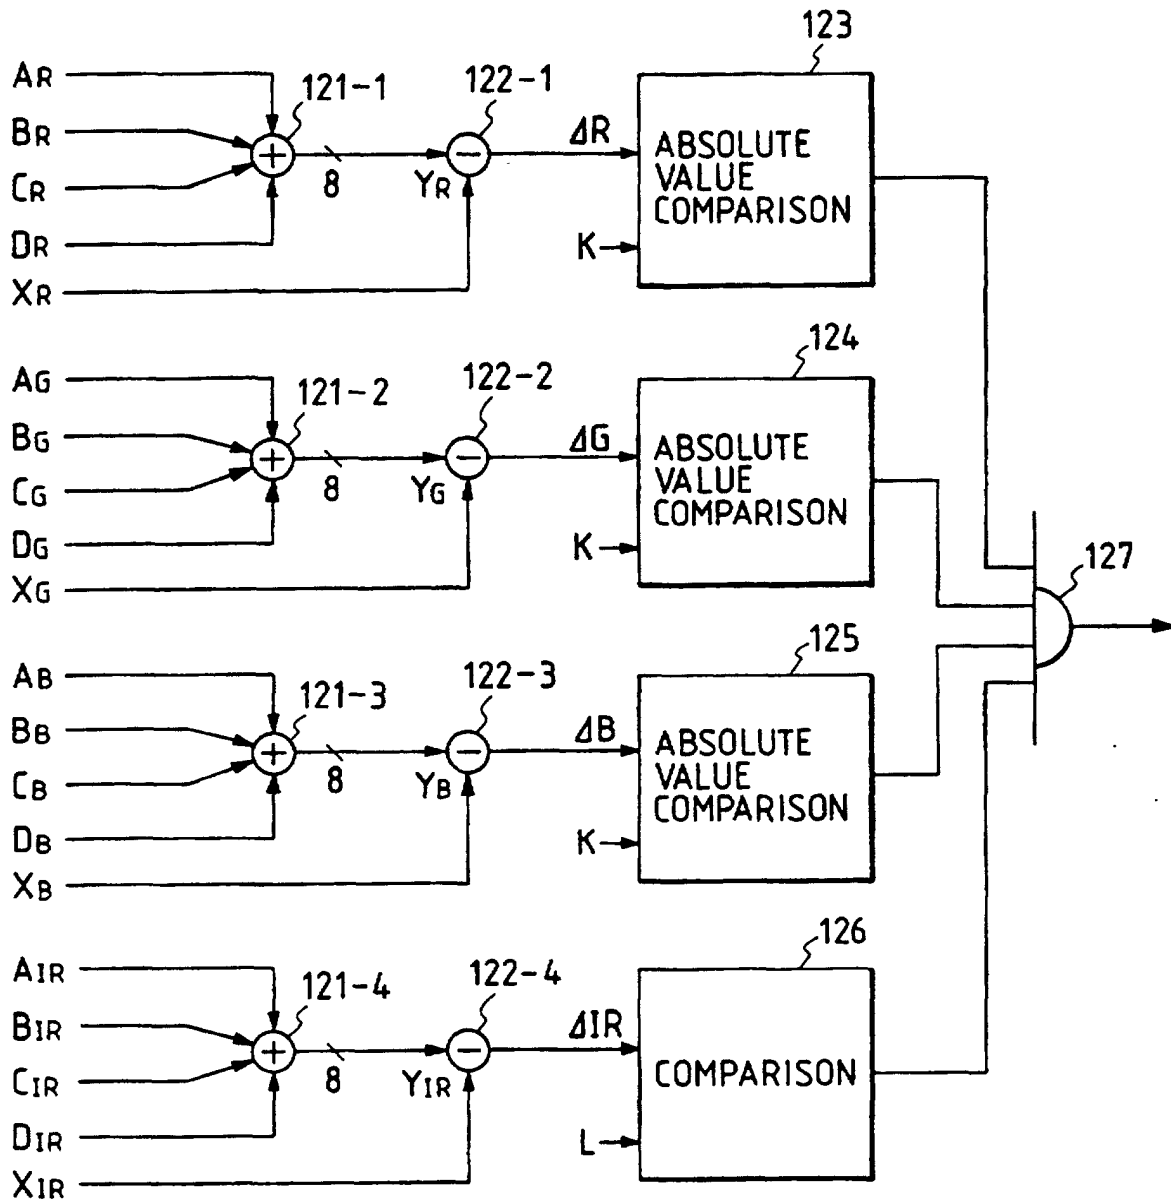 123
AR
121-1
122-1
BR
ΔR
ABSOLUTE
VALUE
COMPARISON
CR
8
YR
DR
K
XR
124
AG
121-2
122-2
BG
ΔG
ABSOLUTE
VALUE
COMPARISON
CG
8
YG
DG
K
XG
127
125
AB
121-3
122-3
BB
ΔB
ABSOLUTE
VALUE
COMPARISON
CB
8
YB
DB
K
XB
126
AIR
121-4
122-4
BIR
ΔIR
COMPARISON
CIR
8
YIR
DIR
L
XIR